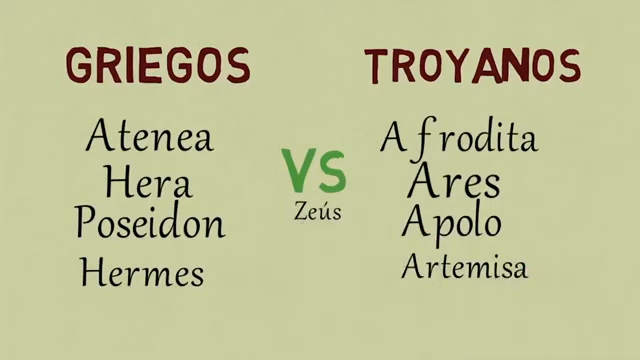 GRIEGOS
Atenea
Hera
Poseidon
Hermes
VS
Zeús
TROYANOS
Afrodita
Ares
Apolo
Artemisa